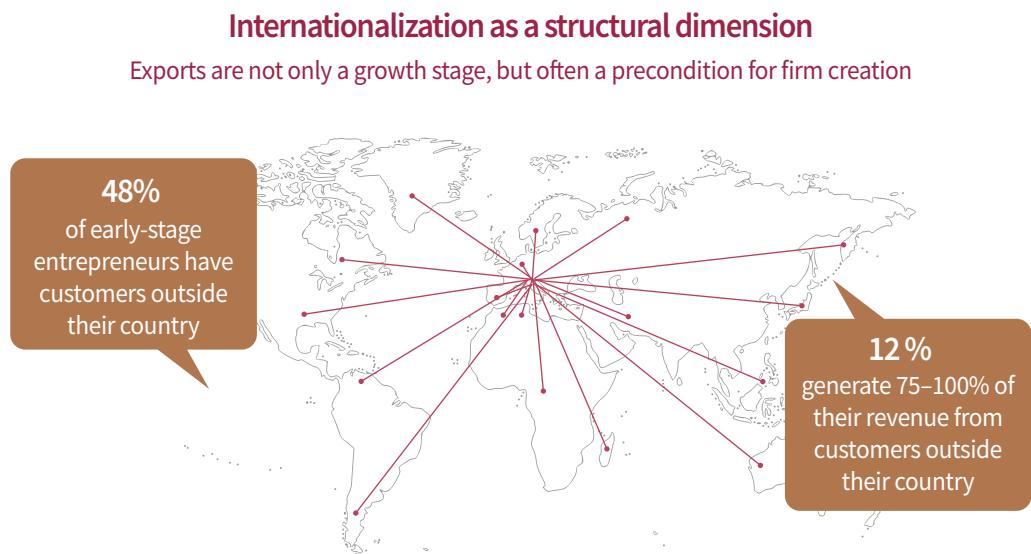 Internationalization as a structural dimension
Exports are not only a growth stage, but often a precondition for firm creation
48%
of early-stage
entrepreneurs have
customers outside
their country
12 %
generate 75–100% of
their revenue from
customers outside
their country